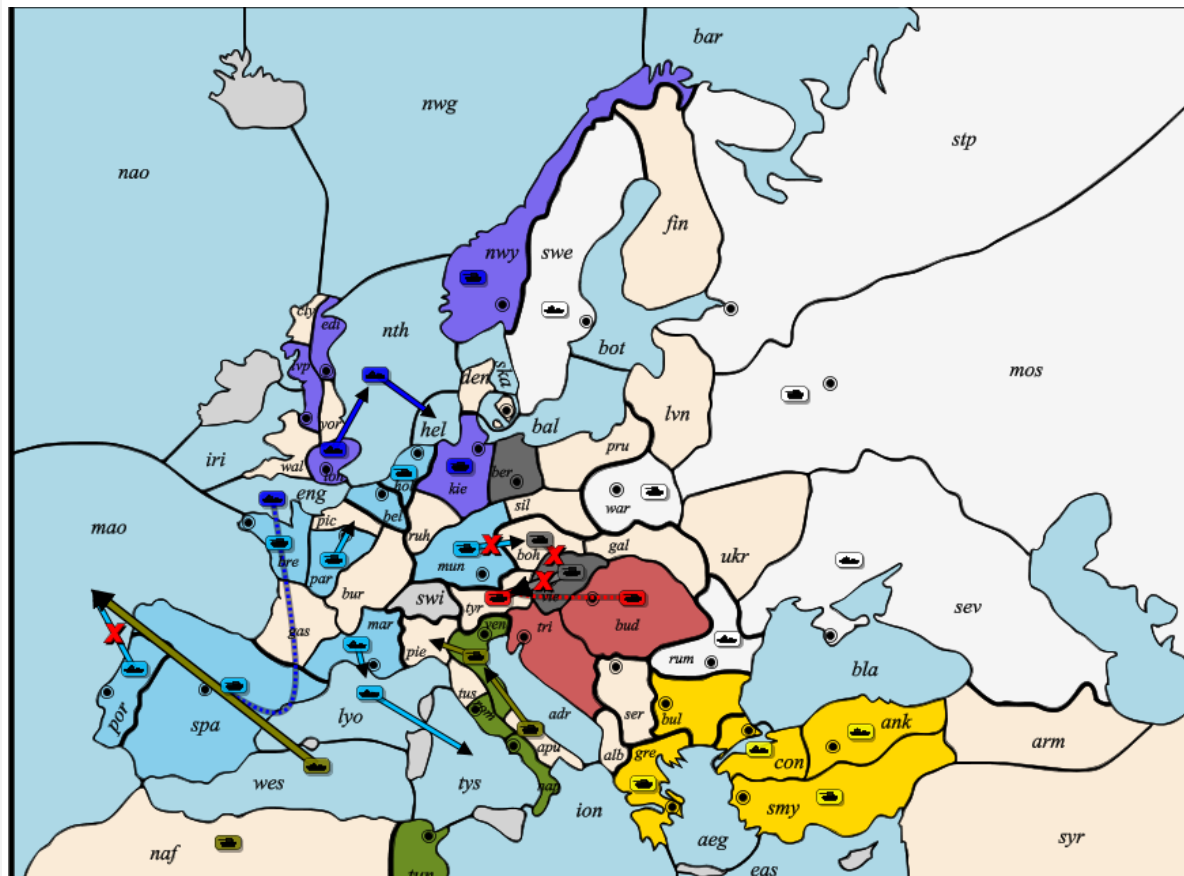 bar
nwg
stp
nao
fin
nwy
swe
cly
edi
nth
bot
mos
lvp
den
ska
yor
hel
bal
lvn
iri
wal
lon
hol
kie
ber
pru
eng
bel
sil
war
mao
pic
ruh
bre
par
mun
boh
gal
ukr
bur
swi
tyr
vie
sev
gas
mar
pie
ven
tri
bud
rum
bla
por
spa
lyo
tus
rom
adr
ser
bul
ank
apu
alb
gre
con
arm
wes
tys
nap
ion
smy
naf
tun
aeg
eas
syr